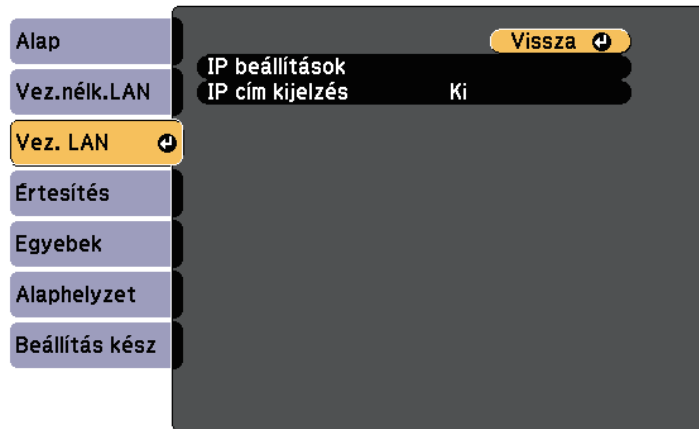 Alap
Vez.nélk.LAN
Vez. LAN
Értesítés
Egyebek
Alaphelyzet
Beállítás kész
Vissza
IP beállítások
IP cím kijelzés Ki